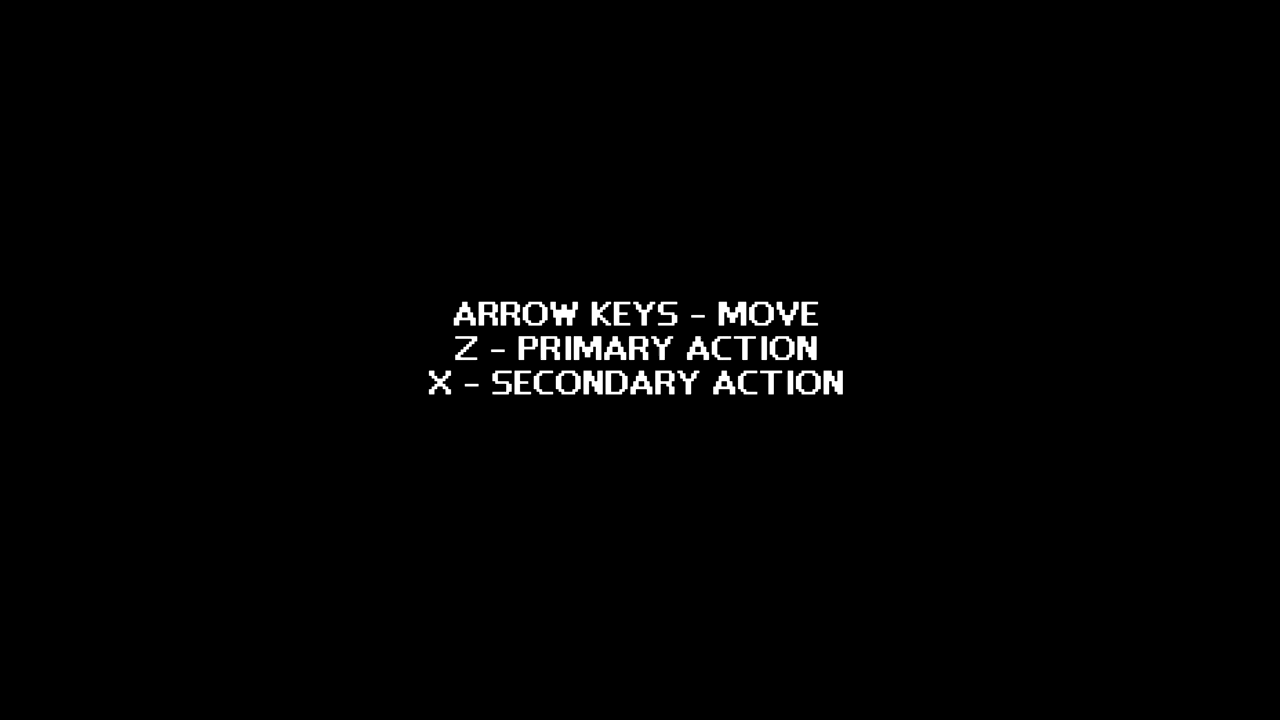 ARROW KEYS - MOVE
Z - PRIMARY ACTION
X - SECONDARY ACTION